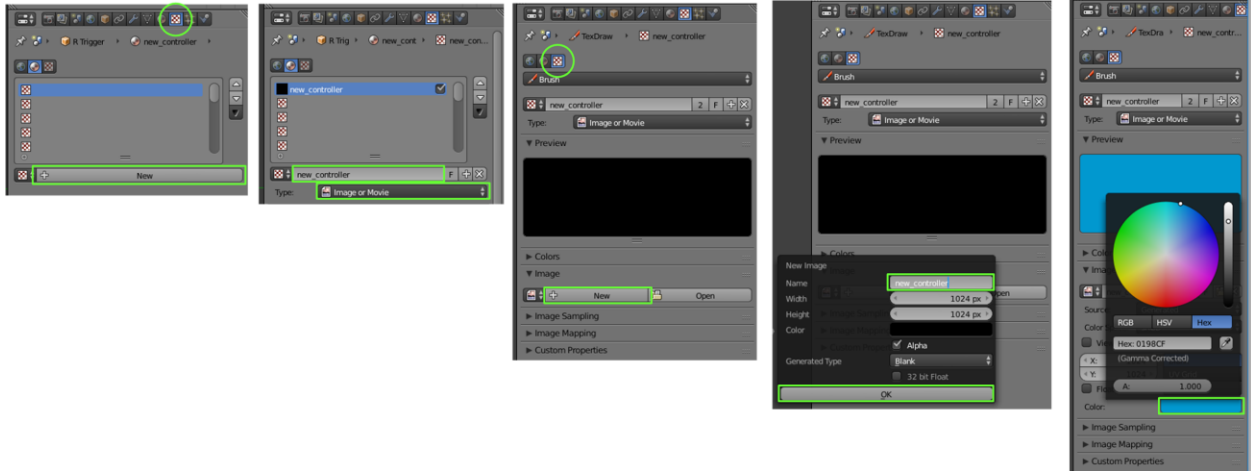 R Trigger
new_controller
New
R Trig
new_cont
new_con...
new_controller
new_controller
F
Type:
Image or Movie
TexDraw
new_controller
Brush
new_controller
2
F
Type:
Image or Movie
Preview
Colors
Image
New
Open
Image Sampling
Image Mapping
Custom Properties
TexDraw
new_controller
Brush
new_controller
2
F
Type:
Image or Movie
Preview
Colors
New Image
Name
new_controller
Width
1024 px
Height
1024 px
Color
Alpha
Generated Type
Blank
32 bit Float
OK
TexDra
new_contr...
Brush
new_controller
2
F
Type:
Image or Movie
Preview
RGB
HSV
Hex
Hex: 0198CF
(Gamma Corrected)
A:
1.000
Color:
Image Sampling
Image Mapping
Custom Properties